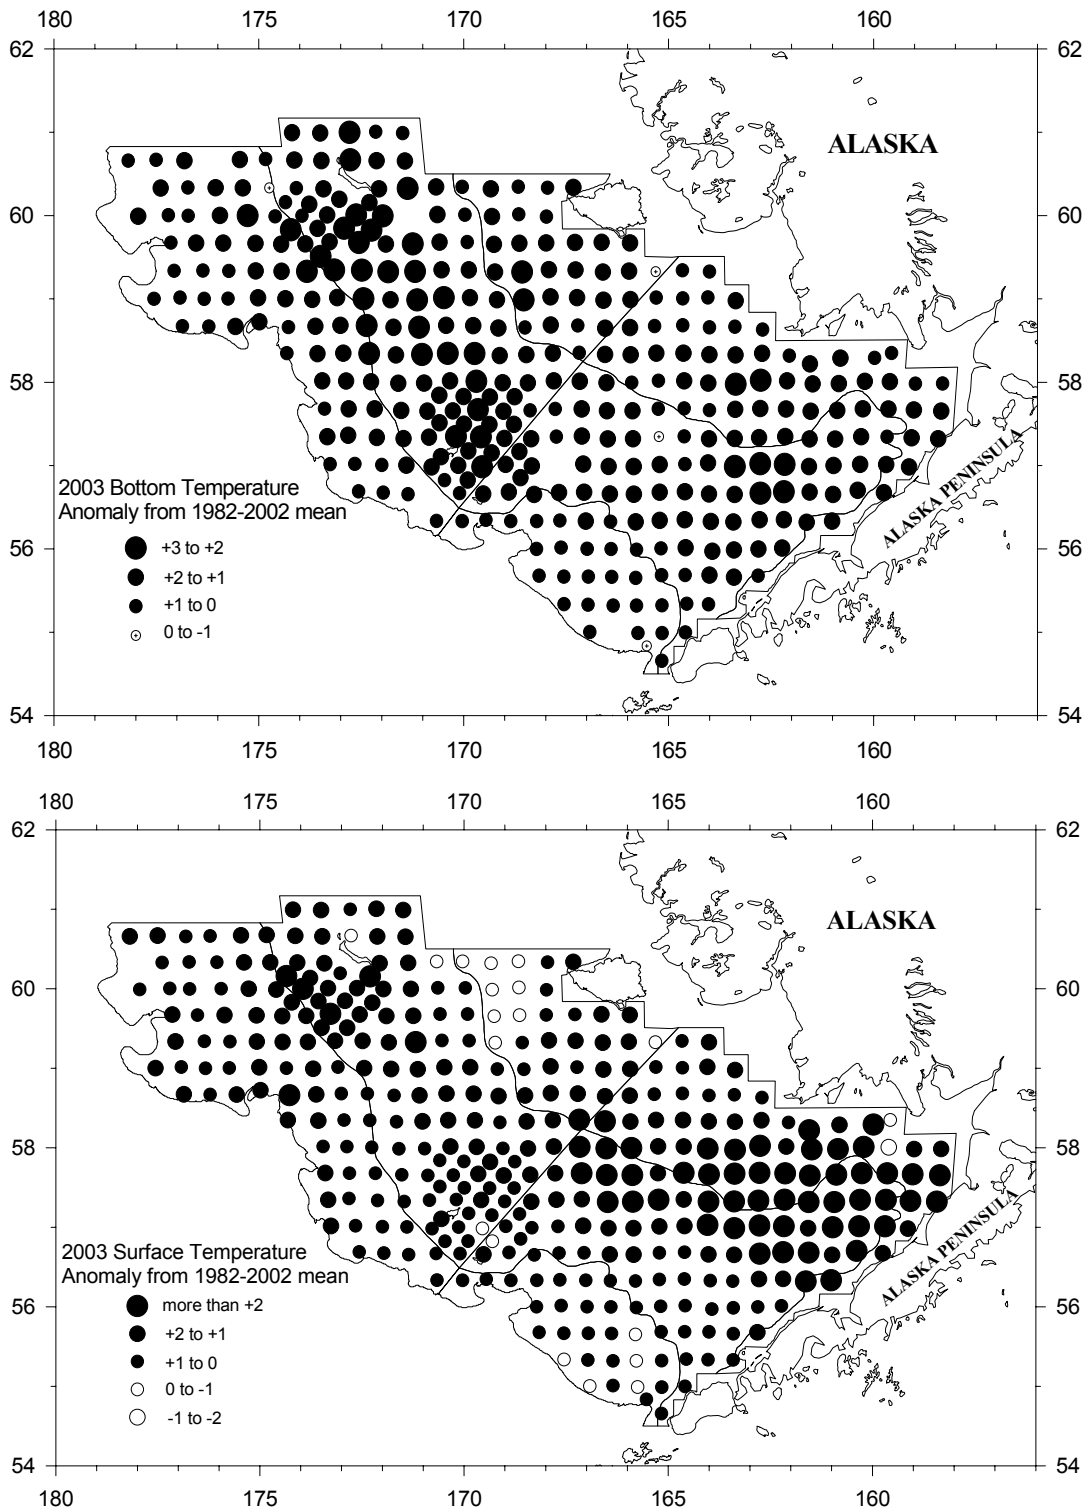 180 175 170 165 160
62 62
ALASKA
60 60
58 58
2003 Bottom Temperature
Anomaly from 1982-2002 mean
+3 to +2
+2 to +1
+1 to 0
0 to -1
ALASKA PENINSULA
56 56
54 54
180 175 170 165 160
180 175 170 165 160
62 62
ALASKA
60 60
58 58
2003 Surface Temperature
Anomaly from 1982-2002 mean
more than +2
+2 to +1
+1 to 0
0 to -1
-1 to -2
ALASKA PENINSULA
56 56
54 54
180 175 170 165 160